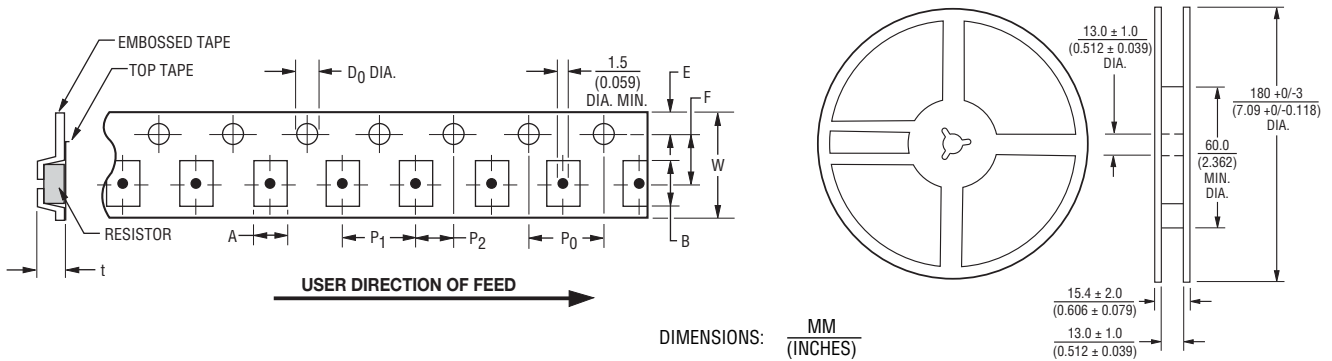 EMBOSSED TAPE
TOP TAPE
D0 DIA.
1.5
(0.059)
DIA. MIN.
E
F
W
RESISTOR
t
A
P1
P2
P0
B
USER DIRECTION OF FEED
13.0 ± 1.0
(0.512 ± 0.039)
DIA.
180 +0/-3
(7.09 +0/-0.118)
DIA.
60.0
(2.362)
MIN.
DIA.
15.4 ± 2.0
(0.606 ± 0.079)
13.0 ± 1.0
(0.512 ± 0.039)
DIMENSIONS:
MM
(INCHES)